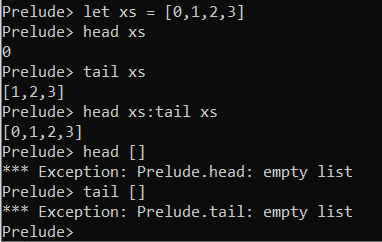 Prelude> let xs = [0,1,2,3]
Prelude> head xs
0
Prelude> tail xs
[1,2,3]
Prelude> head xs:tail xs
[0,1,2,3]
Prelude> head []
*** Exception: Prelude.head: empty list
Prelude> tail []
*** Exception: Prelude.tail: empty list
Prelude>